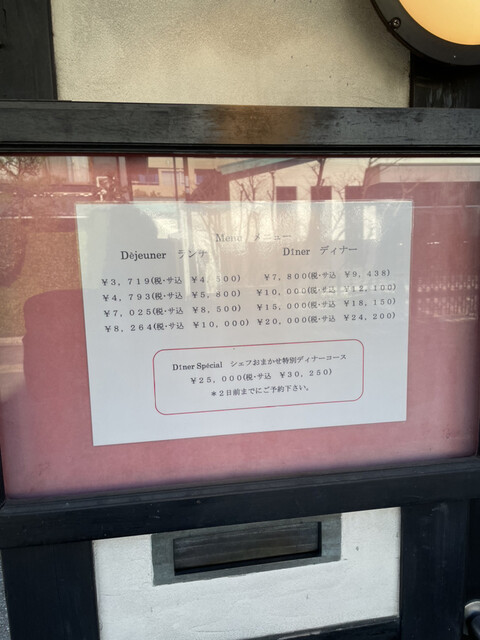 Menu メニュー
Déjeuner ランチ
￥3,719(税・サ込 ￥4,500)
￥4,793(税・サ込 ￥5,800)
￥7,025(税・サ込 ￥8,500)
￥8,264(税・サ込 ￥10,000)
Dîner ディナー
￥7,800(税・サ込 ￥9,438)
￥10,000(税・サ込 ￥12,100)
￥15,000(税・サ込 ￥18,150)
￥20,000(税・サ込 ￥24,200)
Dîner Spécial シェフおまかせ特別ディナーコース
￥25,000(税・サ込 ￥30,250)
＊2日前までにご予約下さい。